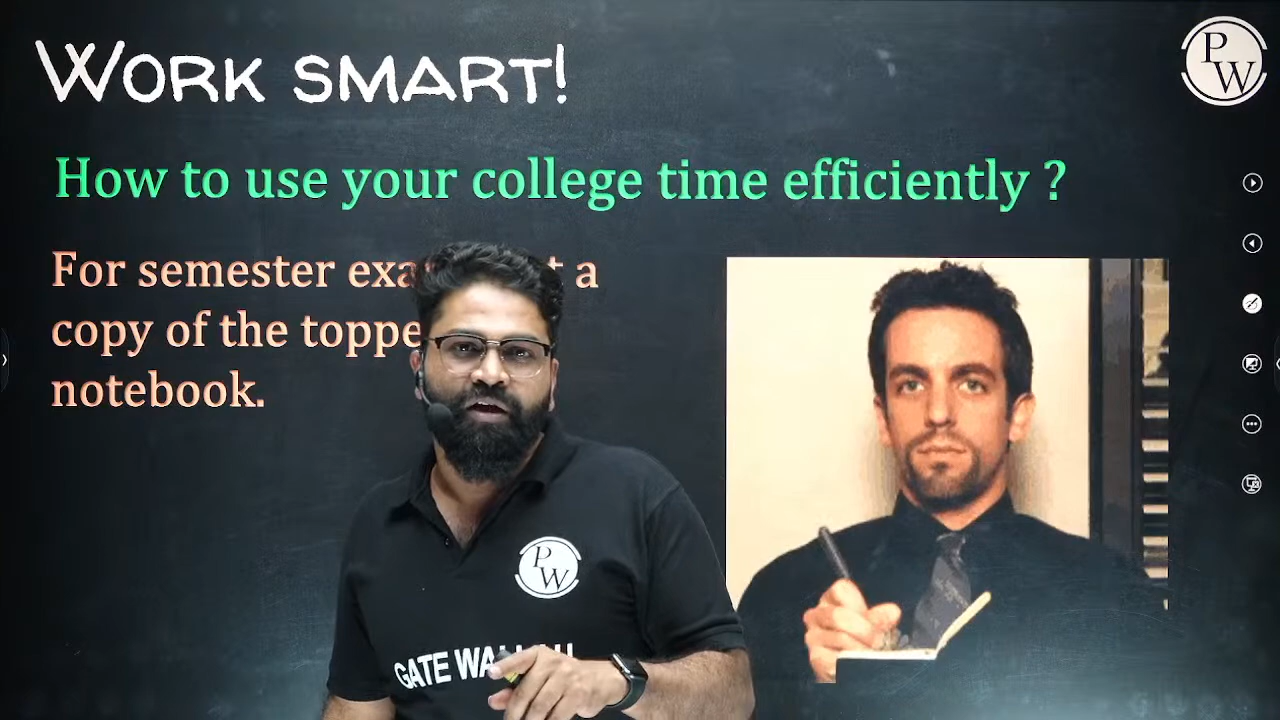 WORK SMART!
PW
How to use your college time efficiently ?
For semester a
copy of the
notebook.
PW
GATE